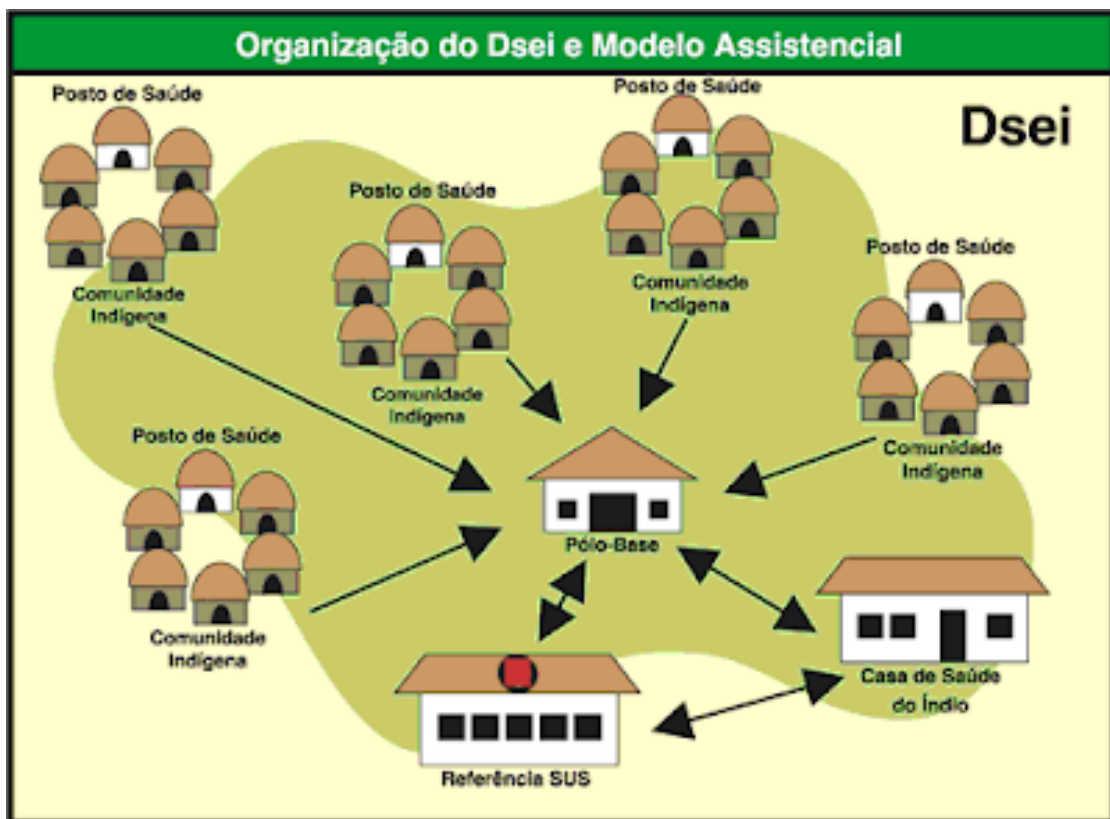 Organização do Dsei e Modelo Assistencial
Dsei
Posto de Saúde
Comunidade
Indígena
Posto de Saúde
Comunidade
Indígena
Posto de Saúde
Comunidade
Indígena
Posto de Saúde
Comunidade
Indígena
Posto de Saúde
Comunidade
Indígena
Pólo-Base
Casa de Saúde
do Índio
Referência SUS